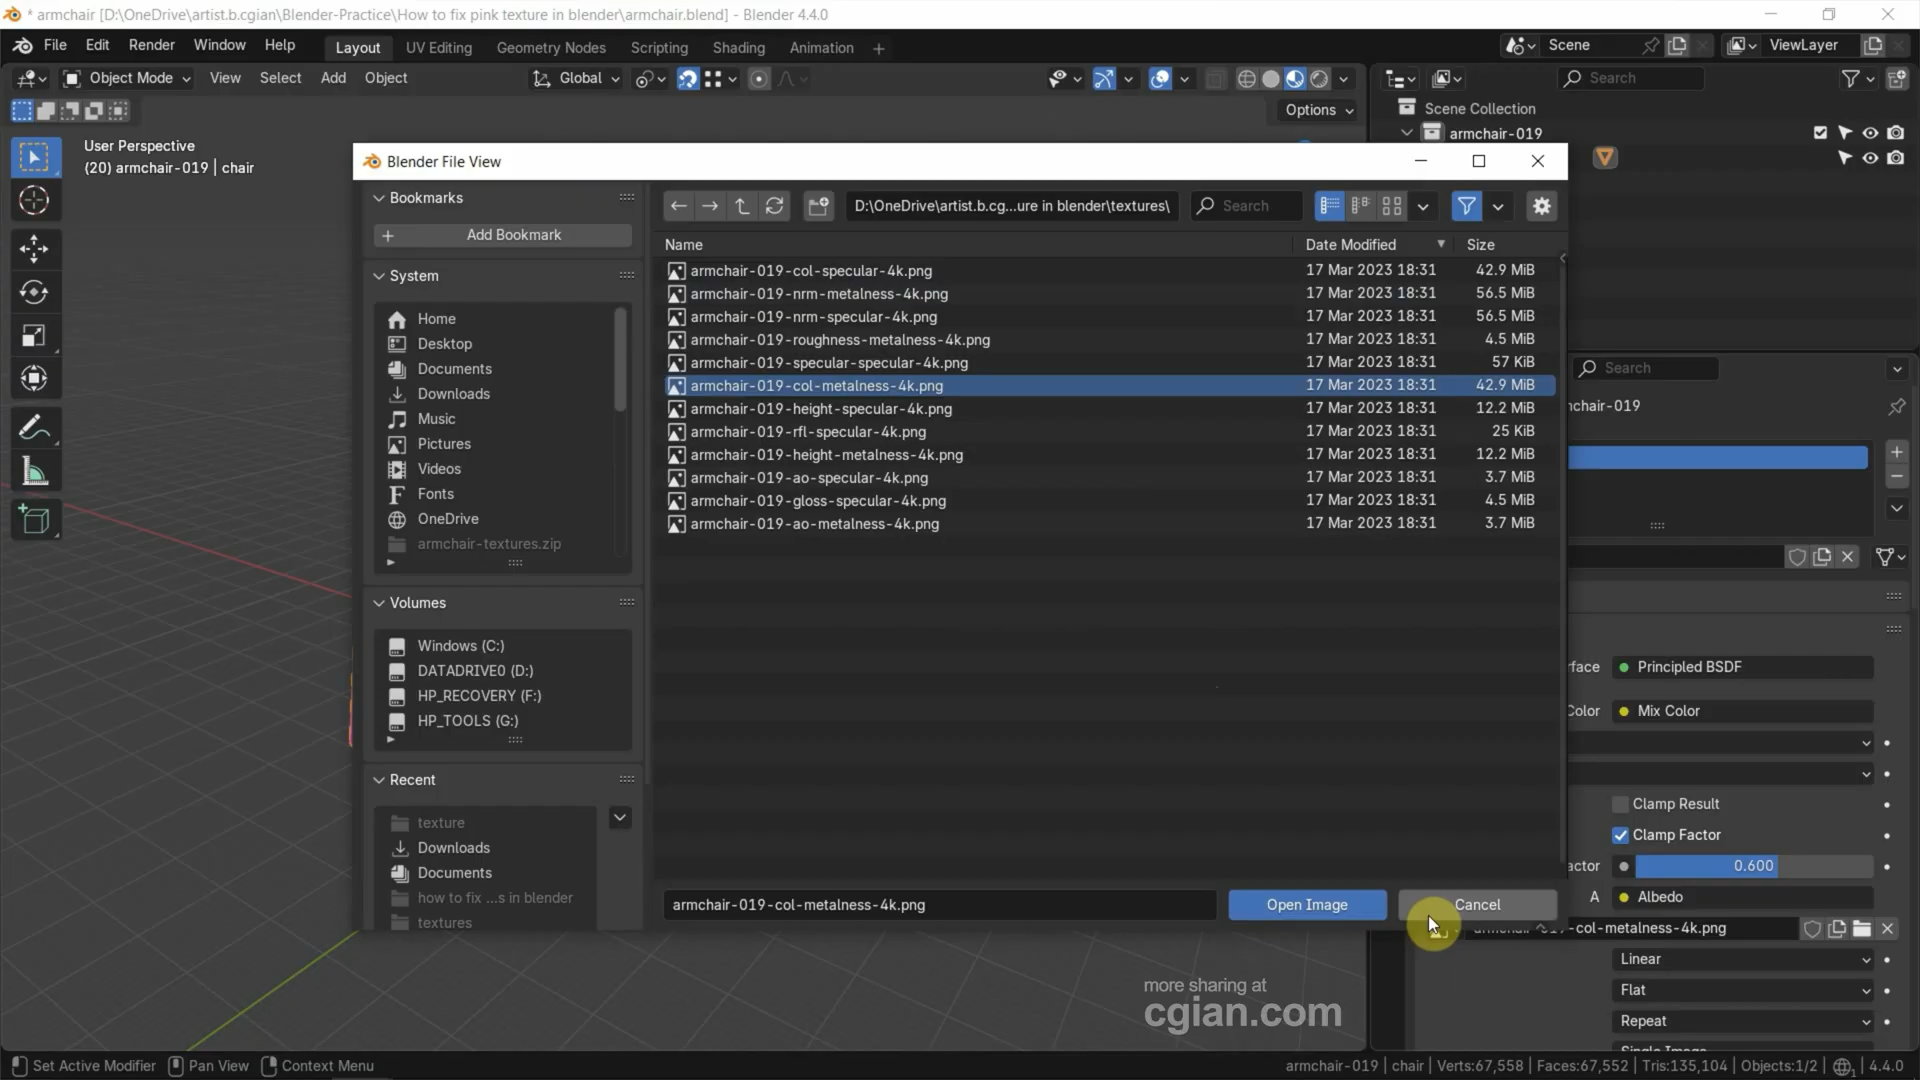 * armchair [D:\OneDrive\artist.b.cgian\Blender-Practice\How to fix pink texture in blender\armchair.blend] - Blender 4.4.0
File Edit Render Window Help Layout UV Editing Geometry Nodes Scripting Shading Animation + Scene ViewLayer
Object Mode View Select Add Object Global Search
Options
Scene Collection
armchair-019
User Perspective
(20) armchair-019 | chair
Blender File View
Bookmarks
Add Bookmark
System
Home
Desktop
Documents
Downloads
Music
Pictures
Videos
Fonts
OneDrive
armchair-textures.zip
Volumes
Windows (C:)
DATADRIVE0 (D:)
HP_RECOVERY (F:)
HP_TOOLS (G:)
Recent
texture
Downloads
Documents
how to fix ...s in blender
textures
D:\OneDrive\artist.b.cg...ure in blender\textures\ Search
Name Date Modified Size
armchair-019-col-specular-4k.png 17 Mar 2023 18:31 42.9 MiB
armchair-019-nrm-metalness-4k.png 17 Mar 2023 18:31 56.5 MiB
armchair-019-nrm-specular-4k.png 17 Mar 2023 18:31 56.5 MiB
armchair-019-roughness-metalness-4k.png 17 Mar 2023 18:31 4.5 MiB
armchair-019-specular-specular-4k.png 17 Mar 2023 18:31 57 KiB
armchair-019-col-metalness-4k.png 17 Mar 2023 18:31 42.9 MiB
armchair-019-height-specular-4k.png 17 Mar 2023 18:31 12.2 MiB
armchair-019-rfl-specular-4k.png 17 Mar 2023 18:31 25 KiB
armchair-019-height-metalness-4k.png 17 Mar 2023 18:31 12.2 MiB
armchair-019-ao-specular-4k.png 17 Mar 2023 18:31 3.7 MiB
armchair-019-gloss-specular-4k.png 17 Mar 2023 18:31 4.5 MiB
armchair-019-ao-metalness-4k.png 17 Mar 2023 18:31 3.7 MiB
armchair-019-col-metalness-4k.png Open Image Cancel
Search
chair-019
face Principled BSDF
Color Mix Color
Clamp Result
Clamp Factor
actor 0.600
A Albedo
-col-metalness-4k.png
Linear
Flat
Repeat
Single Image
more sharing at
cgian.com
Set Active Modifier Pan View Context Menu
armchair-019 | chair | Verts:67,558 | Faces:67,552 | Tris:135,104 | Objects:1/2 | 4.4.0